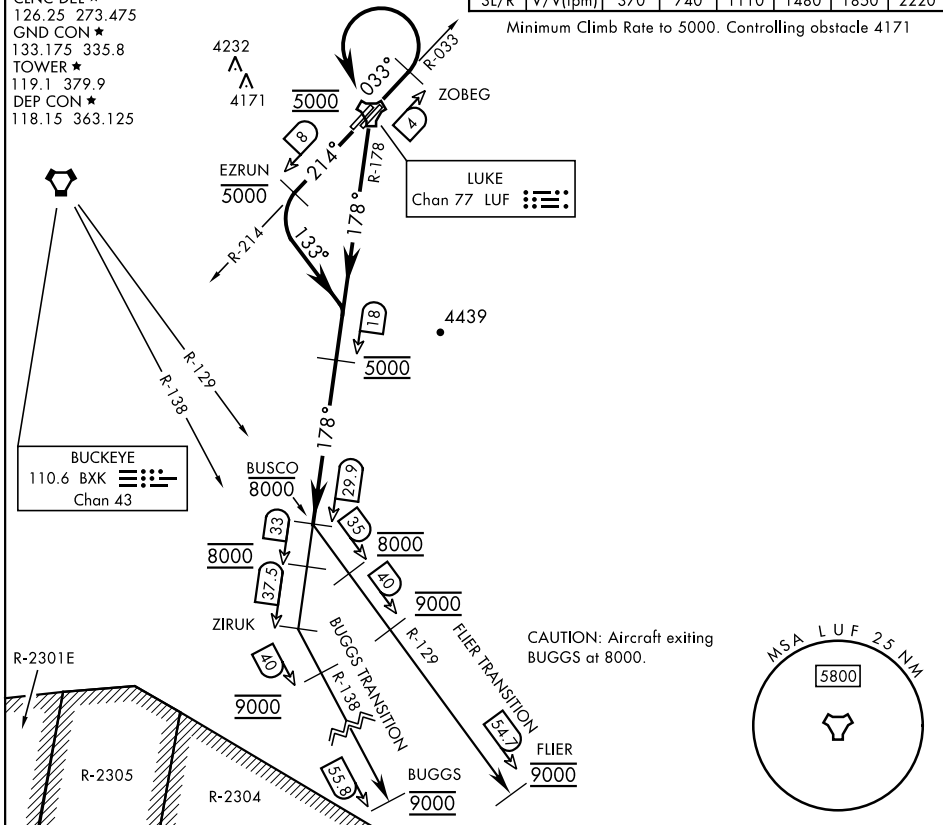 126.25 273.475
GND CON ★
133.175 335.8
TOWER ★
119.1 379.9
DEP CON ★
118.15 363.125
V/V(fpm) 370 740 1110 1480 1850 2220
Minimum Climb Rate to 5000. Controlling obstacle 4171
4232
4171
5000
033°
R-033
ZOBEG
4
8
214°
EZRUN
5000
R-214
133°
R-178
178°
LUKE
Chan 77 LUF
18
4439
5000
R-129
R-138
178°
BUCKEYE
110.6 BXK
Chan 43
BUSCO
8000
29.9
33
35
8000
8000
37.5
40
9000
ZIRUK
R-129
FLIER TRANSITION
BUGGS TRANSITION
40
R-138
9000
CAUTION: Aircraft exiting
BUGGS at 8000.
MSA LUF 25 NM
5800
R-2301E
R-2305
R-2304
54.7
FLIER
9000
55.8
BUGGS
9000